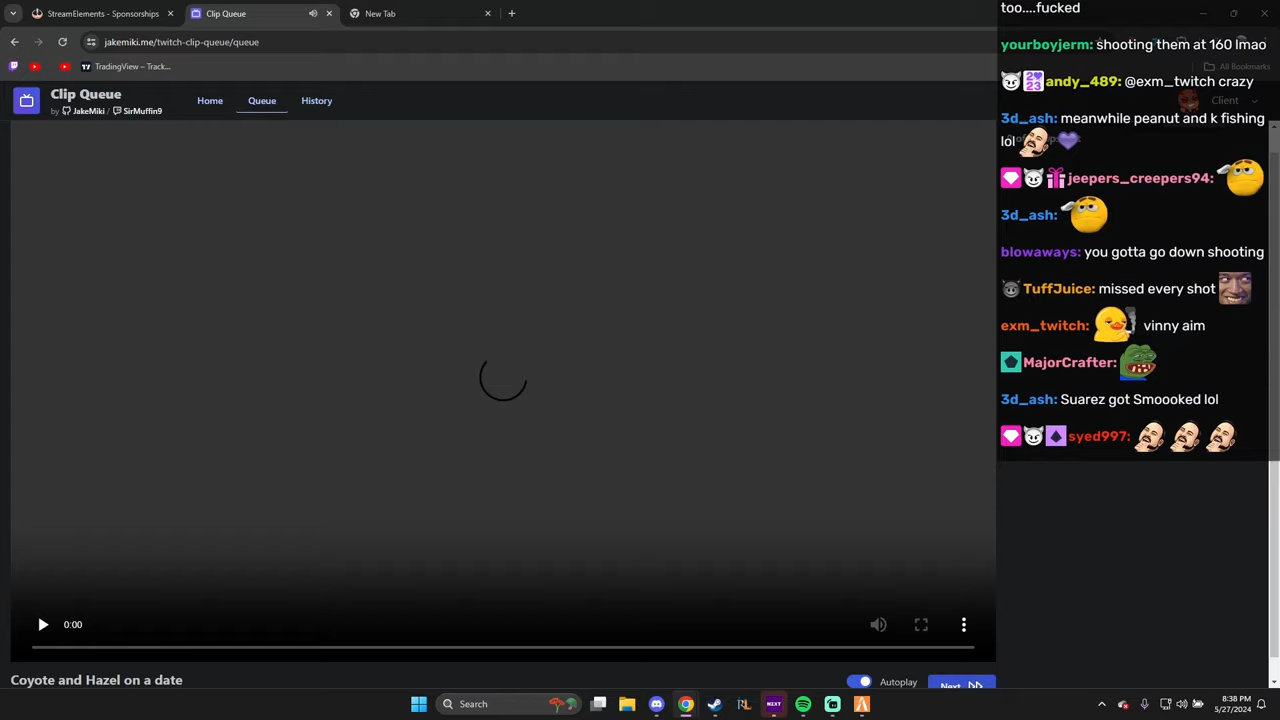 StreamElements - Sponsorships
Clip Queue
New Tab
jakemiki.me/twitch-clip-queue/queue
TradingView – Track...
All Bookmarks
Clip Queue
by JakeMiki / SirMuffin9
Home
Queue
History
Client
too....fucked
yourboyjerm: shooting them at 160 lmao
andy_489: @exm_twitch crazy
3d_ash: meanwhile peanut and k fishing
lol
jeepers_creepers94:
3d_ash:
blowaways: you gotta go down shooting
TuffJuice: missed every shot
exm_twitch: vinny aim
MajorCrafter:
3d_ash: Suarez got Smoooked lol
syed997:
0:00
Coyote and Hazel on a date
Autoplay
Next
Search
8:38 PM
5/27/2024